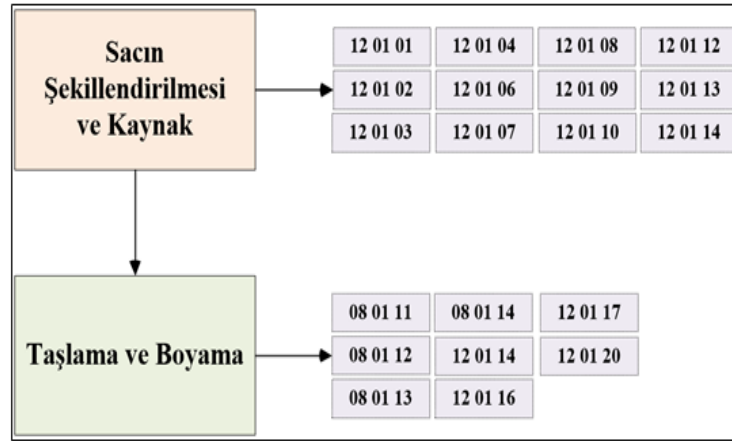 Sacın
Şekillendirilmesi
ve Kaynak
12 01 01 12 01 04 12 01 08 12 01 12
12 01 02 12 01 06 12 01 09 12 01 13
12 01 03 12 01 07 12 01 10 12 01 14
Taşlama ve Boyama
08 01 11 08 01 14 12 01 17
08 01 12 12 01 14 12 01 20
08 01 13 12 01 16